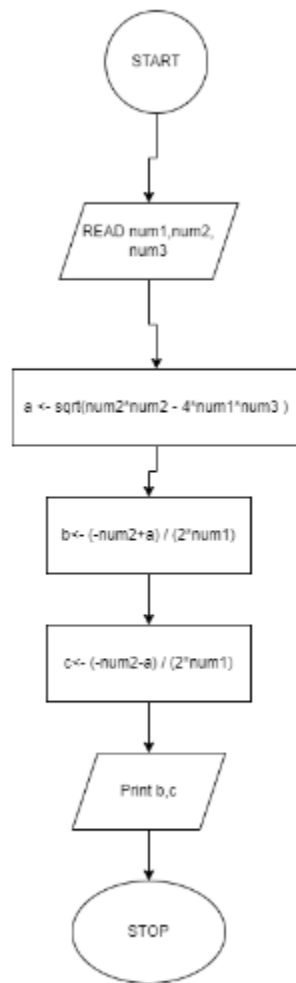 START
READ num1,num2,
num3
a <- sqrt(num2*num2 - 4*num1*num3 )
b<- (-num2+a) / (2*num1)
c<- (-num2-a) / (2*num1)
Print b,c
STOP